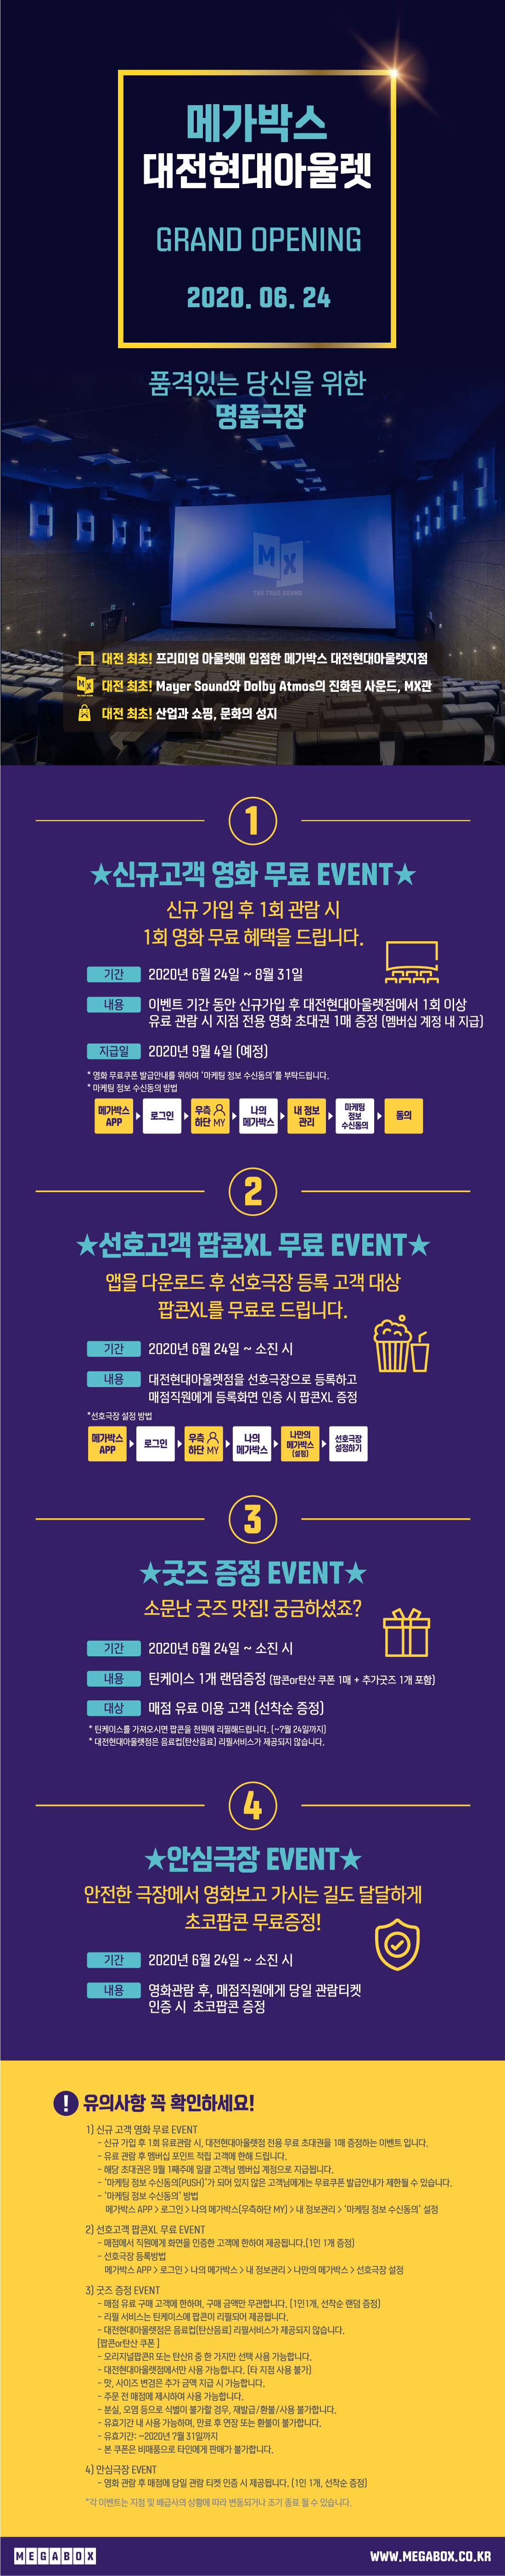 메가박스
대전현대아울렛
GRAND OPENING
2020. 06. 24
품격있는 당신을 위한
명품극장
MX
THE TRUE SOUND
대전 최초! 프리미엄 아울렛에 입점한 메가박스 대전현대아울렛지점
MX 대전 최초! Mayer Sound와 Dolby Atmos의 진화된 사운드, MX관
대전 최초! 산업과 쇼핑, 문화의 성지
1
★신규고객 영화 무료 EVENT★
신규 가입 후 1회 관람 시
1회 영화 무료 혜택을 드립니다.
기간 2020년 6월 24일 ~ 8월 31일
내용 이벤트 기간 동안 신규가입 후 대전현대아울렛점에서 1회 이상
유료 관람 시 지점 전용 영화 초대권 1매 증정 (멤버십 계정 내 지급)
지급일 2020년 9월 4일 (예정)
* 영화 무료쿠폰 발급안내를 위하여 '마케팅 정보 수신동의'를 부탁드립니다.
* 마케팅 정보 수신동의 방법
메가박스 APP
로그인
우측 하단 MY
나의 메가박스
내 정보 관리
마케팅 정보 수신동의
동의
2
★선호고객 팝콘XL 무료 EVENT★
앱을 다운로드 후 선호극장 등록 고객 대상
팝콘XL를 무료로 드립니다.
기간 2020년 6월 24일 ~ 소진 시
내용 대전현대아울렛점을 선호극장으로 등록하고
매점직원에게 등록화면 인증 시 팝콘XL 증정
*선호극장 설정 방법
메가박스 APP
로그인
우측 하단 MY
나의 메가박스
나만의 메가박스 (설정)
선호극장 설정하기
3
★굿즈 증정 EVENT★
소문난 굿즈 맛집! 궁금하셨죠?
기간 2020년 6월 24일 ~ 소진 시
내용 틴케이스 1개 랜덤증정 (팝콘or탄산 쿠폰 1매 + 추가굿즈 1개 포함)
대상 매점 유료 이용 고객 (선착순 증정)
* 틴케이스를 가져오시면 팝콘을 천원에 리필해드립니다. (~7월 24일까지)
* 대전현대아울렛점은 음료컵(탄산음료) 리필서비스가 제공되지 않습니다.
4
★안심극장 EVENT★
안전한 극장에서 영화보고 가시는 길도 달달하게
초코팝콘 무료증정!
기간 2020년 6월 24일 ~ 소진 시
내용 영화관람 후, 매점직원에게 당일 관람티켓
인증 시 초코팝콘 증정
! 유의사항 꼭 확인하세요!
1) 신규 고객 영화 무료 EVENT
- 신규 가입 후 1회 유료관람 시, 대전현대아울렛점 전용 무료 초대권을 1매 증정하는 이벤트 입니다.
- 유료 관람 후 멤버십 포인트 적립 고객에 한해 드립니다.
- 해당 초대권은 9월 1째주에 일괄 고객님 멤버십 계정으로 지급됩니다.
- '마케팅 정보 수신동의(PUSH)'가 되어 있지 않은 고객님에게는 무료쿠폰 발급안내가 제한될 수 있습니다.
- '마케팅 정보 수신동의' 방법
메가박스 APP > 로그인 > 나의 메가박스(우측하단 MY) > 내 정보관리 > '마케팅 정보 수신동의' 설정
2) 선호고객 팝콘XL 무료 EVENT
- 매점에서 직원에게 화면을 인증한 고객에 한하여 제공됩니다.(1인 1개 증정)
- 선호극장 등록방법
메가박스 APP > 로그인 > 나의 메가박스 > 내 정보관리 > 나만의 메가박스 > 선호극장 설정
3) 굿즈 증정 EVENT
- 매점 유료 구매 고객에 한하며, 구매 금액만 무관합니다. (1인1개, 선착순 랜덤 증정)
- 리필 서비스는 틴케이스에 팝콘이 리필되어 제공됩니다.
- 대전현대아울렛점은 음료컵(탄산음료) 리필서비스가 제공되지 않습니다.
[팝콘or탄산 쿠폰 ]
- 오리지널팝콘R 또는 탄산R 중 한 가지만 선택 사용 가능합니다.
- 대전현대아울렛점에서만 사용 가능합니다. (타 지점 사용 불가)
- 맛, 사이즈 변경은 추가 금액 지급 시 가능합니다.
- 주문 전 매점에 제시하여 사용 가능합니다.
- 분실, 오염 등으로 식별이 불가할 경우, 재발급/환불/사용 불가합니다.
- 유효기간 내 사용 가능하며, 만료 후 연장 또는 환불이 불가합니다.
- 유효기간: ~2020년 7월 31일까지
- 본 쿠폰은 비매품으로 타인에게 판매가 불가합니다.
4) 안심극장 EVENT
- 영화 관람 후 매점에 당일 관람 티켓 인증 시 제공됩니다. (1인 1개, 선착순 증정)
*각 이벤트는 지점 및 배급사의 상황에 따라 변동되거나 조기 종료 될 수 있습니다.
MEGABOX
WWW.MEGABOX.CO.KR